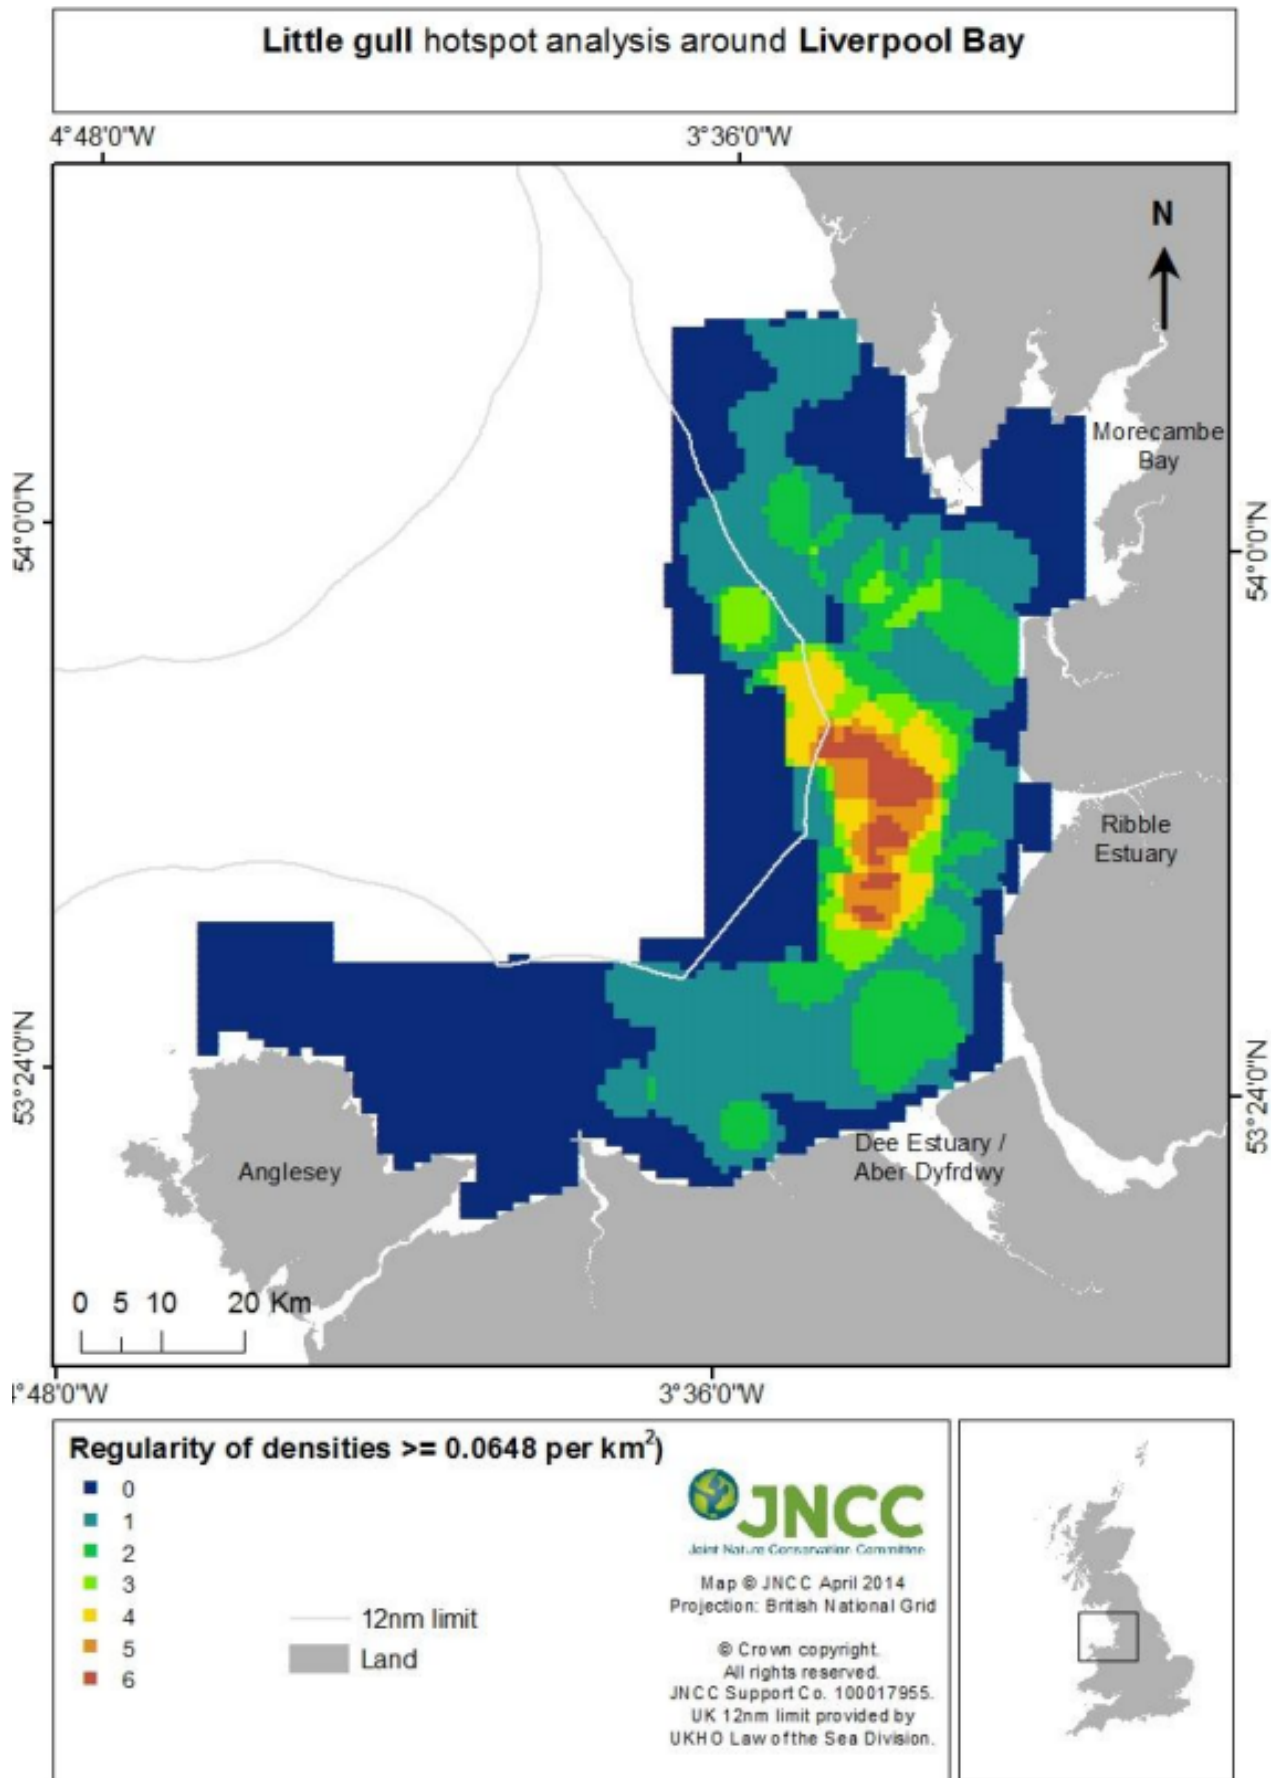 Little gull hotspot analysis around Liverpool Bay
4°48'0"W
3°36'0"W
N
Morecambe
Bay
54°0'0"N
54°0'0"N
Ribble
Estuary
53°24'0"N
53°24'0"N
Dee Estuary /
Aber Dyfrdwy
Anglesey
0 5 10 20 Km
4°48'0"W
3°36'0"W
Regularity of densities >= 0.0648 per km²)
0
1
2
3
4
5
6
12nm limit
Land
JNCC
Joint Nature Conservation Committee
Map © JNCC April 2014
Projection: British National Grid
© Crown copyright.
All rights reserved.
JNCC Support Co. 100017955.
UK 12nm limit provided by
UKHO Law of the Sea Division.